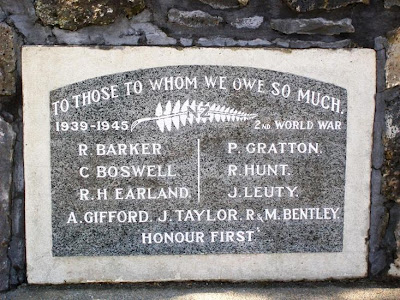 TO THOSE TO WHOM WE OWE SO MUCH.
1939-1945 2ND WORLD WAR
R. BARKER P. GRATTON.
C BOSWELL R. HUNT.
R. H EARLAND. J. LEUTY.
A. GIFFORD. J. TAYLOR. R & M. BENTLEY.
HONOUR FIRST